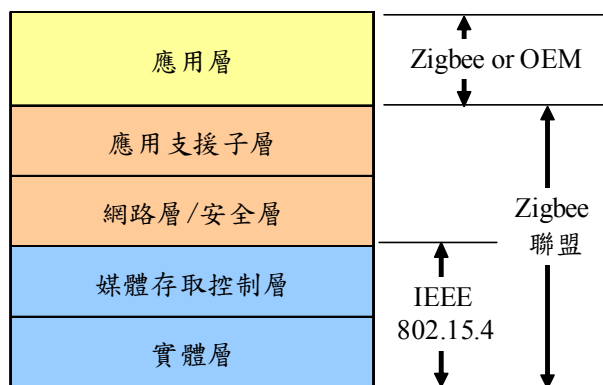 應用層
應用支援子層
網路層/安全層
媒體存取控制層
實體層
Zigbee or OEM
Zigbee
聯盟
IEEE
802.15.4